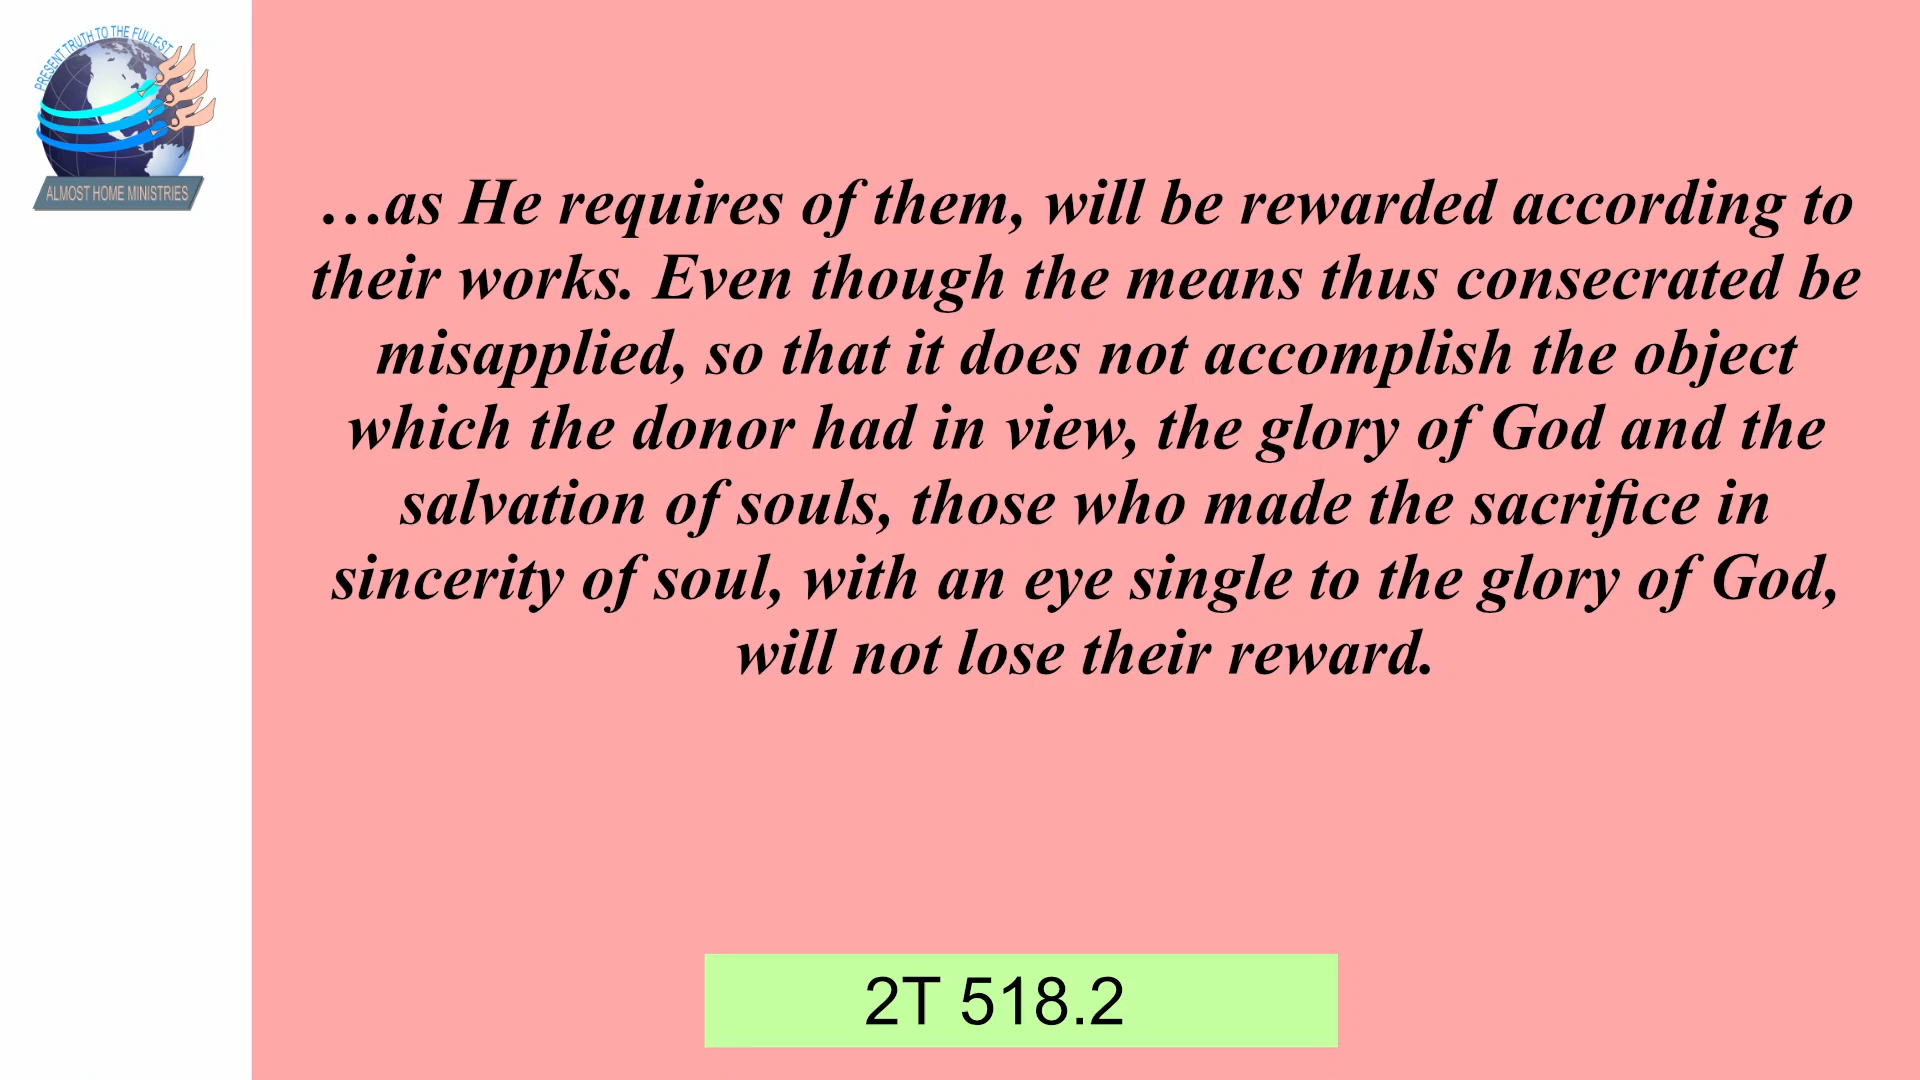 PRESENT TRUTH TO THE FULLEST
ALMOST HOME MINISTRIES
…as He requires of them, will be rewarded according to
their works. Even though the means thus consecrated be
misapplied, so that it does not accomplish the object
which the donor had in view, the glory of God and the
salvation of souls, those who made the sacrifice in
sincerity of soul, with an eye single to the glory of God,
will not lose their reward.
2T 518.2